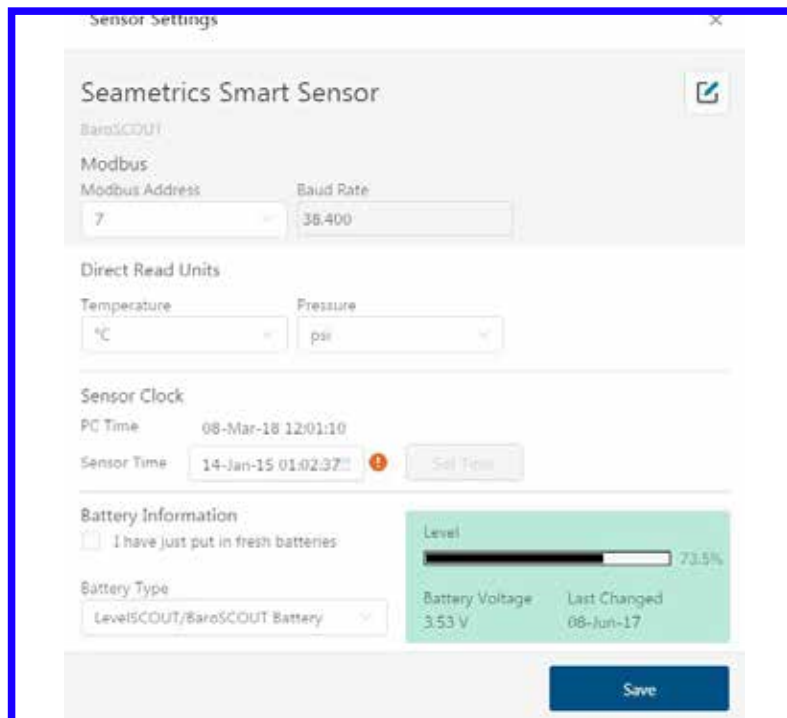 Sensor Settings ×
Seametrics Smart Sensor
BaroSCOUT
Modbus
Modbus Address Baud Rate
7 38,400
Direct Read Units
Temperature Pressure
°C psi
Sensor Clock
PC Time 08-Mar-18 12:01:10
Sensor Time 14-Jan-15 01:02:37 Set Time
Battery Information
I have just put in fresh batteries
Level
73.5%
Battery Type
LevelSCOUT/BaroSCOUT Battery
Battery Voltage Last Changed
3.53 V 08-Jun-17
Save